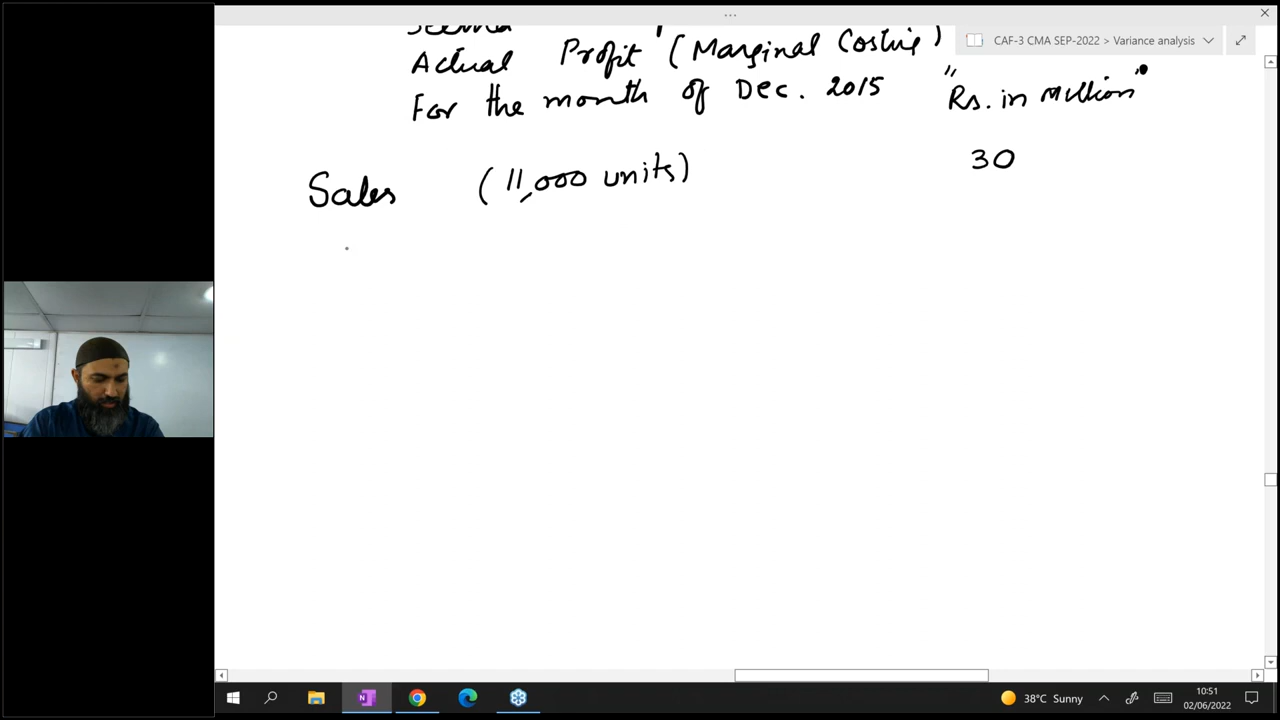 CAF-3 CMA SEP-2022 > Variance analysis
Actual Profit (Marginal Costing)
For the month of Dec. 2015 "Rs. in Million"
Sales (11,000 units) 30
N
38°C Sunny
10:51
02/06/2022